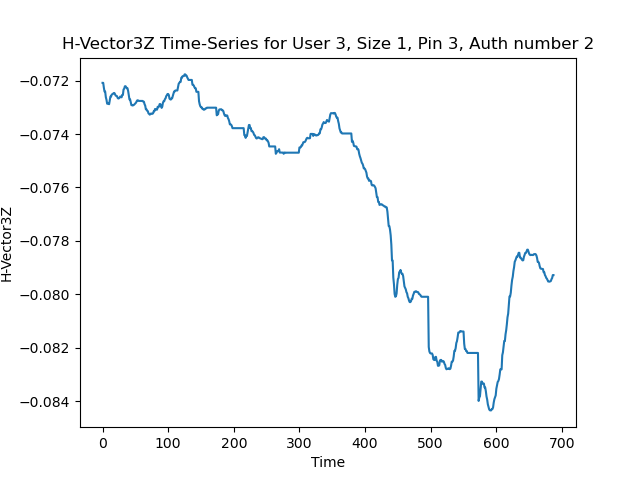 H-Vector3Z Time-Series for User 3, Size 1, Pin 3, Auth number 2
H-Vector3Z
−0.072
−0.074
−0.076
−0.078
−0.080
−0.082
−0.084
0 100 200 300 400 500 600 700
Time